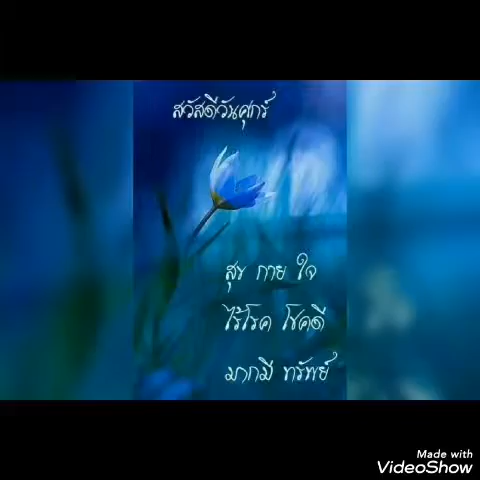 สวัสดีวันศุกร์
สุข กาย ใจ
ไร้โรค โชคดี
มากมี ทรัพย์
Made with
VideoShow